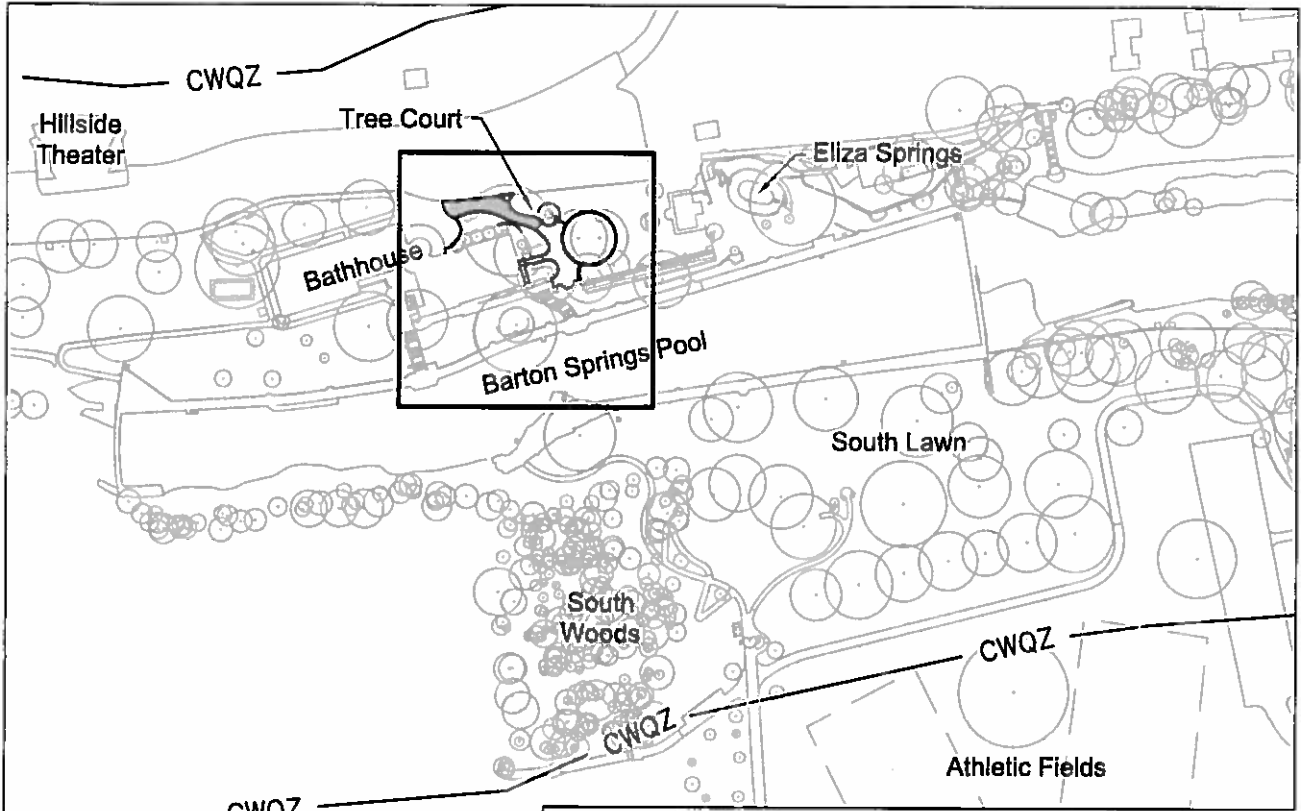 CWQZ
Hillside
Theater
Tree Court
Eliza Springs
Bathhouse
Barton Springs Pool
South Lawn
South
Woods
CWQZ
CWQZ
Athletic Fields
CWQZ